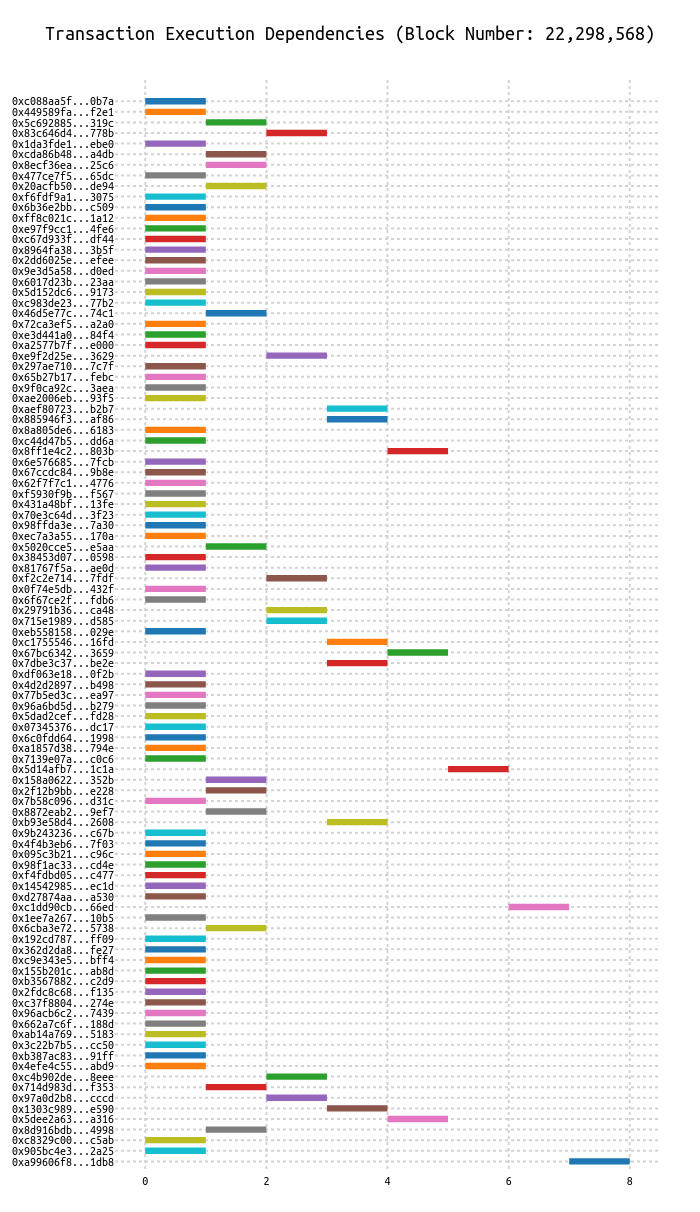 Transaction Execution Dependencies (Block Number: 22,298,568)
0xc088aa5f...0b7a
0x449589fa...f2e1
0x5c692885...319c
0x83c646d4...778b
0x1da3fde1...ebe0
0xcda86b48...a4db
0x8ecf36ea...25c6
0x477ce7f5...65dc
0x20acfb50...de94
0xf6fdf9a1...3075
0x6b36e2bb...c509
0xff8c021c...1a12
0xe97f9cc1...4fe6
0xc67d933f...df44
0x8964fa38...3b5f
0x2dd6025e...efee
0x9e3d5a58...d0ed
0x6017d23b...23aa
0x5d152dc6...9173
0xc983de23...77b2
0x46d5e77c...74c1
0x72ca3ef5...a2a0
0xe3d441a0...84f4
0xa2577b7f...e000
0xe9f2d25e...3629
0x297ae710...7c7f
0x65b27b17...febc
0x9f0ca92c...3aea
0xae2006eb...93f5
0xaef80723...b2b7
0x885946f3...af86
0x8a805de6...6183
0xc44d47b5...dd6a
0x8ff1e4c2...803b
0x6e576685...7fcb
0x67ccdc84...9b8e
0x62f7f7c1...4776
0xf5930f9b...f567
0x431a48bf...13fe
0x70e3c64d...3f23
0x98ffda3e...7a30
0xec7a3a55...170a
0x5020cce5...e5aa
0x38453d07...0598
0x81767f5a...ae0d
0xf2c2e714...7fdf
0x0f74e5db...432f
0x6f67ce2f...fdb6
0x29791b36...ca48
0x715e1989...d585
0xeb558158...029e
0xc1755546...16fd
0x67bc6342...3659
0x7dbe3c37...be2e
0xdf063e18...0f2b
0x4d2d2897...b498
0x77b5ed3c...ea97
0x96a6bd5d...b279
0x5dad2cef...fd28
0x07345376...dc17
0x6c0fdd64...1998
0xa1857d38...794e
0x7139e07a...c0c6
0x5d14afb7...1c1a
0x158a0622...352b
0x2f12b9bb...e228
0x7b58c096...d31c
0x8872eab2...9ef7
0xb93e58d4...2608
0x9b243236...c67b
0x4f4b3eb6...7f03
0x095c3b21...c96c
0x98f1ac33...cd4e
0xf4fdbd05...c477
0x14542985...ec1d
0xd27874aa...a530
0xc1dd90cb...66ed
0x1ee7a267...10b5
0x6cba3e72...5738
0x192cd787...ff09
0x362d2da8...fe27
0xc9e343e5...bff4
0x155b201c...ab8d
0xb3567882...c2d9
0x2fdc8c68...f135
0xc37f8804...274e
0x96acb6c2...7439
0x662a7c6f...188d
0xab14a769...5183
0x3c22b7b5...cc50
0xb387ac83...91ff
0x4efe4c55...abd9
0xc4b902de...8eee
0x714d983d...f353
0x97a0d2b8...cccd
0x1303c989...e590
0x5dee2a63...a316
0x8d916bdb...4998
0xc8329c00...c5ab
0x905bc4e3...2a25
0xa99606f8...1db8
0 2 4 6 8